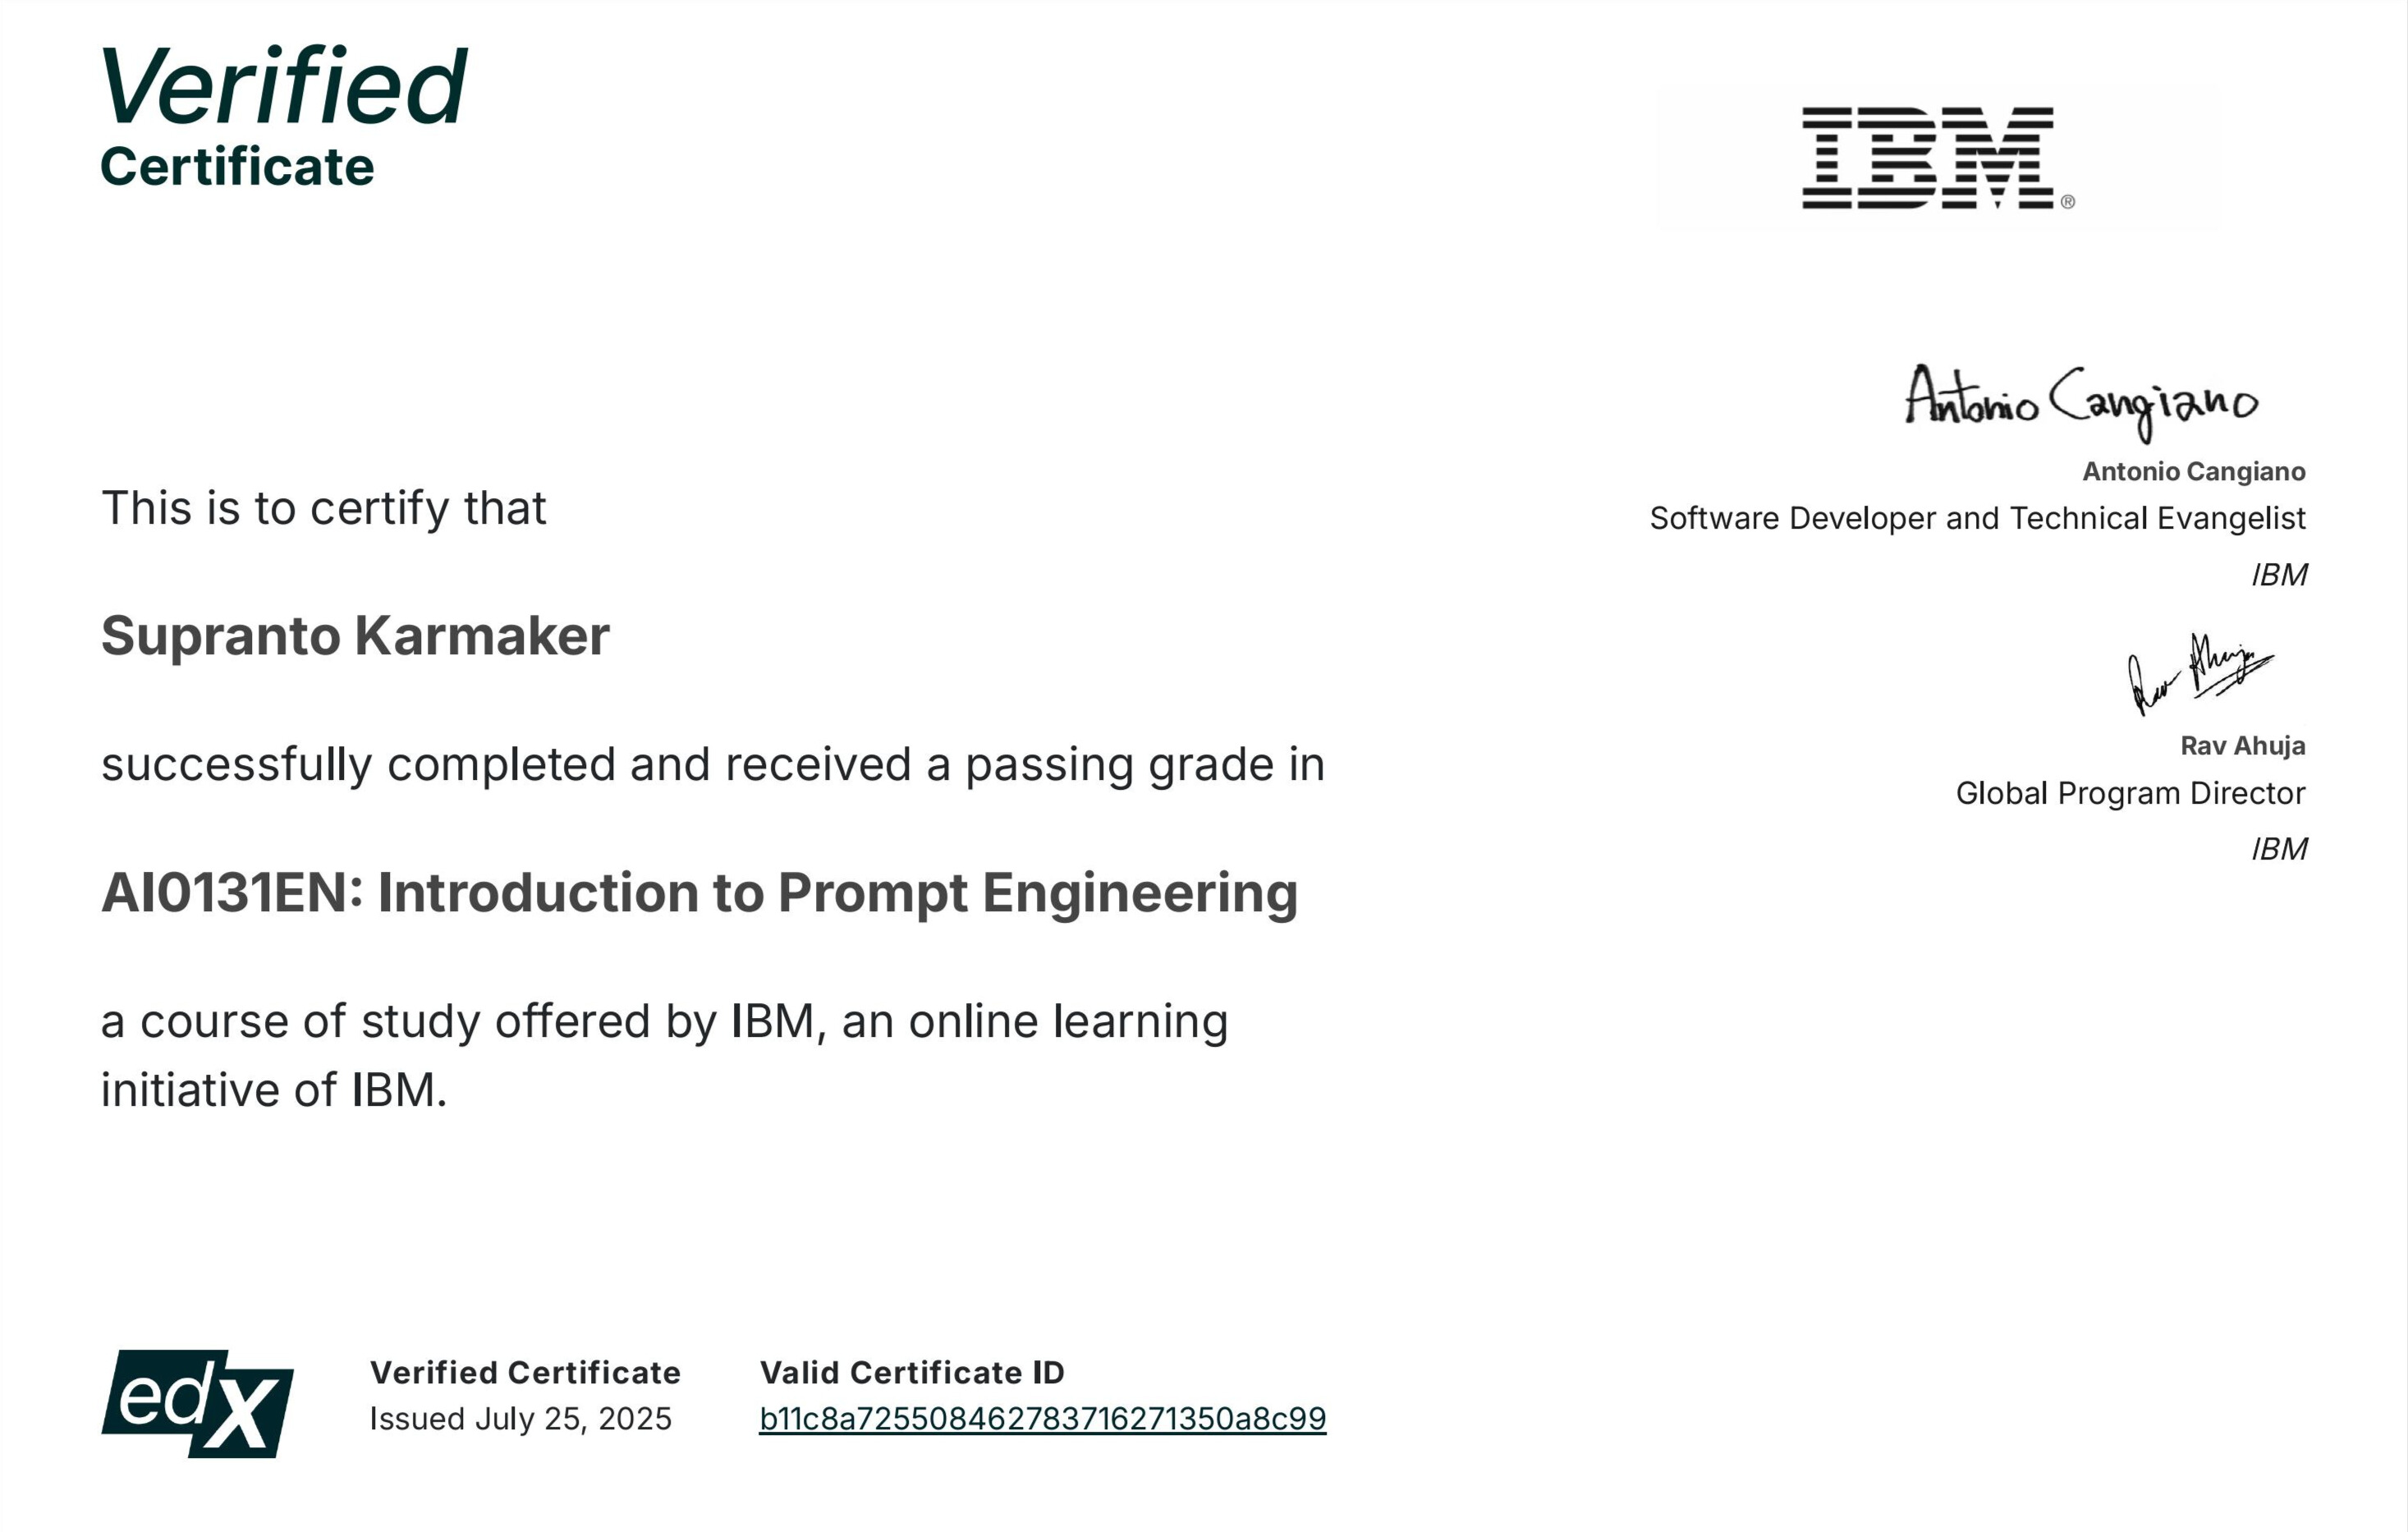 Verified
Certificate
IBM®
This is to certify that
Supranto Karmaker
successfully completed and received a passing grade in
AI0131EN: Introduction to Prompt Engineering
a course of study offered by IBM, an online learning
initiative of IBM.
Antonio Cangiano
Antonio Cangiano
Software Developer and Technical Evangelist
IBM
Rav Ahuja
Rav Ahuja
Global Program Director
IBM
edX
Verified Certificate
Issued July 25, 2025
Valid Certificate ID
b11c8a725508462783716271350a8c99